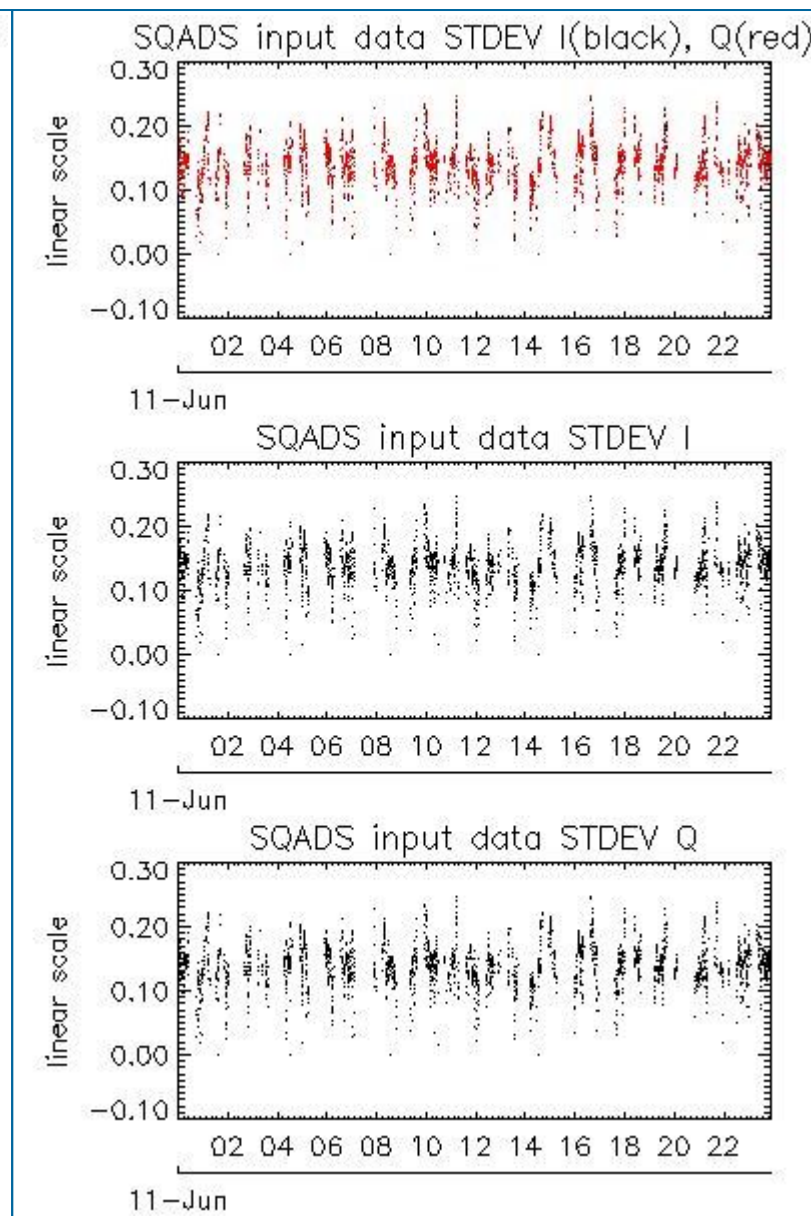 SQADS input data STDEV I(black), Q(red)
0.30
0.20
0.10
0.00
-0.10
linear scale
02 04 06 08 10 12 14 16 18 20 22
11-Jun
SQADS input data STDEV I
0.30
0.20
0.10
0.00
-0.10
linear scale
02 04 06 08 10 12 14 16 18 20 22
11-Jun
SQADS input data STDEV Q
0.30
0.20
0.10
0.00
-0.10
linear scale
02 04 06 08 10 12 14 16 18 20 22
11-Jun